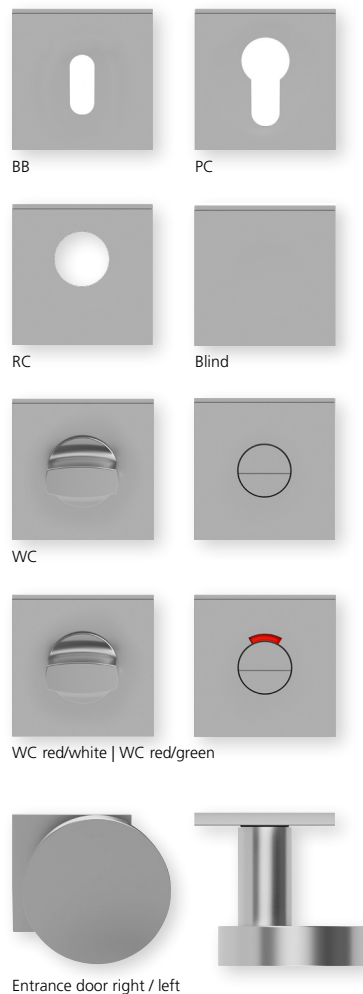 BB
PC
RC
Blind
WC
WC red/white | WC red/green
Entrance door right / left